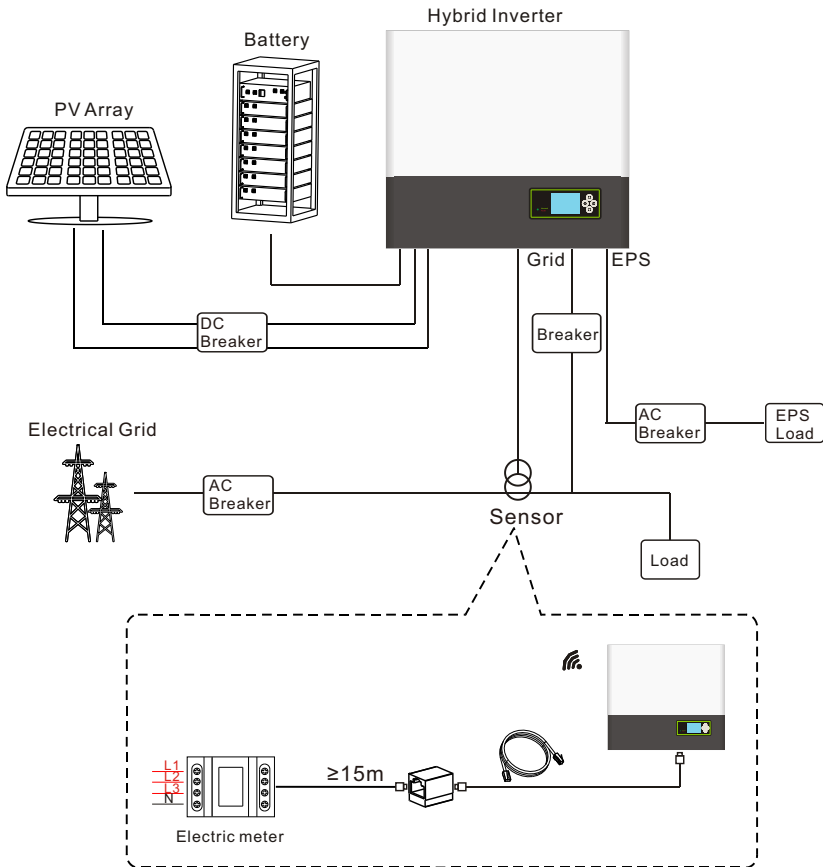 Hybrid Inverter
Battery
PV Array
Grid
EPS
DC
Breaker
Breaker
AC
Breaker
EPS
Load
Electrical Grid
AC
Breaker
Sensor
Load
L1
L2
L3
N
≥15m
Electric meter